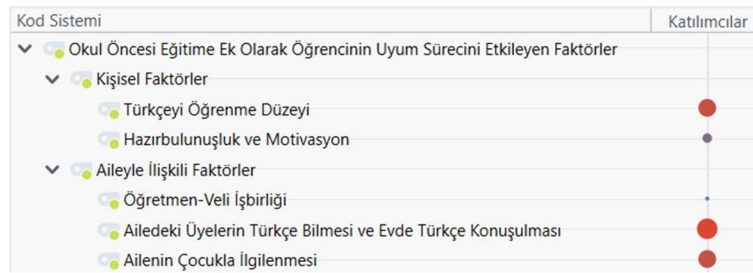 Kod Sistemi Katılımcılar
Okul Öncesi Eğitime Ek Olarak Öğrencinin Uyum Sürecini Etkileyen Faktörler
Kişisel Faktörler
Türkçeyi Öğrenme Düzeyi
Hazırbulunuşluk ve Motivasyon
Aileyle İlişkili Faktörler
Öğretmen-Veli İşbirliği
Ailedeki Üyelerin Türkçe Bilmesi ve Evde Türkçe Konuşulması
Ailenin Çocukla İlgilenmesi